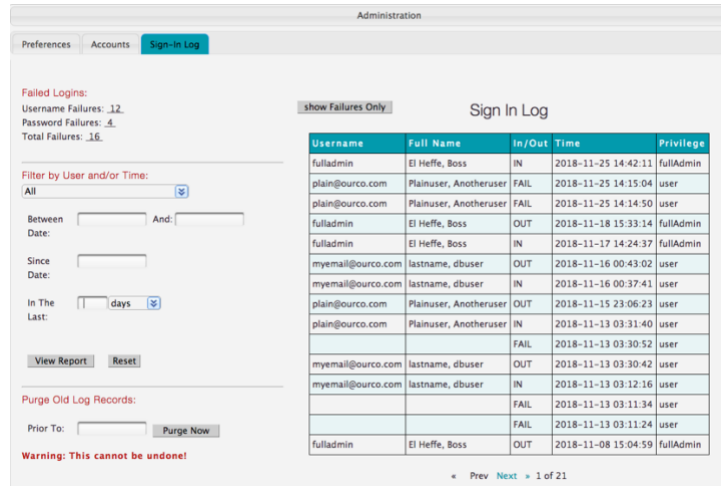 Administration
Preferences Accounts Sign-In Log
Failed Logins:
Username Failures: 12
Password Failures: 4
Total Failures: 16
Filter by User and/or Time:
All
Between Date: And:
Since Date:
In The Last: days
View Report Reset
Purge Old Log Records:
Prior To: Purge Now
Warning: This cannot be undone!
show Failures Only
Sign In Log
Username Full Name In/Out Time Privilege
fulladmin El Heffe, Boss IN 2018-11-25 14:42:11 fullAdmin
plain@ourco.com Plainuser, Anotheruser FAIL 2018-11-25 14:15:04 user
plain@ourco.com Plainuser, Anotheruser FAIL 2018-11-25 14:14:50 user
fulladmin El Heffe, Boss OUT 2018-11-18 15:33:14 fullAdmin
fulladmin El Heffe, Boss IN 2018-11-17 14:24:37 fullAdmin
myemail@ourco.com lastname, dbuser OUT 2018-11-16 00:43:02 user
myemail@ourco.com lastname, dbuser IN 2018-11-16 00:37:41 user
plain@ourco.com Plainuser, Anotheruser OUT 2018-11-15 23:06:23 user
plain@ourco.com Plainuser, Anotheruser IN 2018-11-13 03:31:40 user
FAIL 2018-11-13 03:30:52 user
myemail@ourco.com lastname, dbuser OUT 2018-11-13 03:30:42 user
myemail@ourco.com lastname, dbuser IN 2018-11-13 03:12:16 user
FAIL 2018-11-13 03:11:34 user
FAIL 2018-11-13 03:11:24 user
fulladmin El Heffe, Boss OUT 2018-11-08 15:04:59 fullAdmin
« Prev Next » 1 of 21